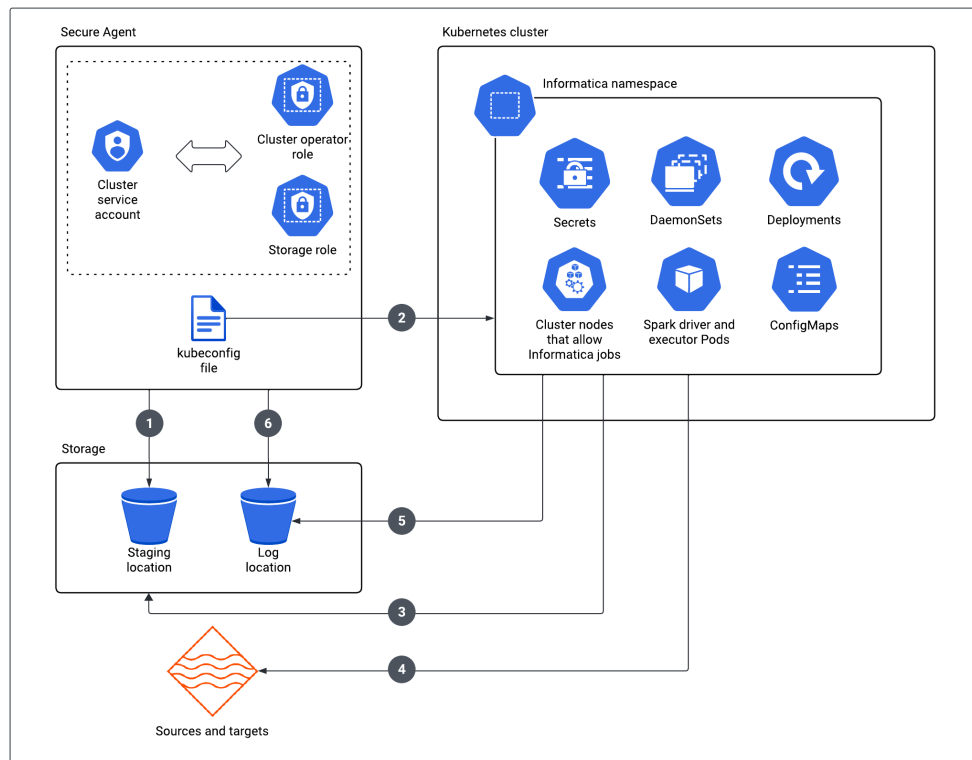 Secure Agent
Kubernetes cluster
Informatica namespace
Cluster operator
role
Cluster
service
account
Storage role
Secrets
DaemonSets
Deployments
Cluster nodes
that allow
Informatica jobs
Spark driver and
executor Pods
ConfigMaps
kubeconfig
file
2
1
6
Storage
Staging
location
Log
location
5
3
4
Sources and targets